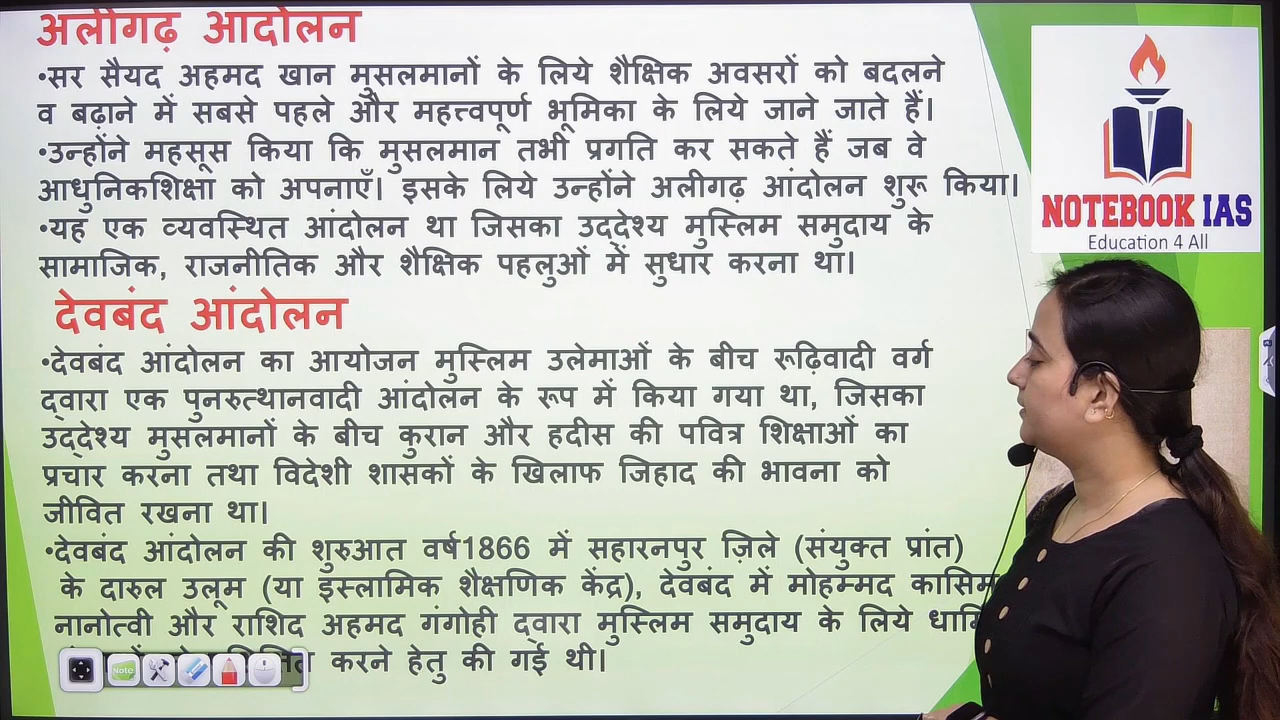 अलीगढ़ आंदोलन
•सर सैयद अहमद खान मुसलमानों के लिये शैक्षिक अवसरों को बदलने
व बढ़ाने में सबसे पहले और महत्त्वपूर्ण भूमिका के लिये जाने जाते हैं।
•उन्होंने महसूस किया कि मुसलमान तभी प्रगति कर सकते हैं जब वे
आधुनिकशिक्षा को अपनाएँ। इसके लिये उन्होंने अलीगढ़ आंदोलन शुरू किया।
•यह एक व्यवस्थित आंदोलन था जिसका उद्देश्य मुस्लिम समुदाय के
सामाजिक, राजनीतिक और शैक्षिक पहलुओं में सुधार करना था।
देवबंद आंदोलन
•देवबंद आंदोलन का आयोजन मुस्लिम उलेमाओं के बीच रूढ़िवादी वर्ग
द्वारा एक पुनरुत्थानवादी आंदोलन के रूप में किया गया था, जिसका
उद्देश्य मुसलमानों के बीच कुरान और हदीस की पवित्र शिक्षाओं का
प्रचार करना तथा विदेशी शासकों के खिलाफ जिहाद की भावना को
जीवित रखना था।
•देवबंद आंदोलन की शुरुआत वर्ष1866 में सहारनपुर ज़िले (संयुक्त प्रांत)
के दारुल उलूम (या इस्लामिक शैक्षणिक केंद्र), देवबंद में मोहम्मद कासिम
नानोत्वी और राशिद अहमद गंगोही द्वारा मुस्लिम समुदाय के लिये
करने हेतु की गई थी।
Note
NOTEBOOK IAS
Education 4 All